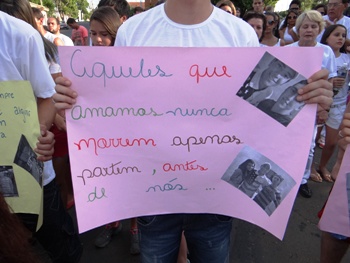 Aqueles que
amamos nunca
morrem apenas
partem, antes
de nós...